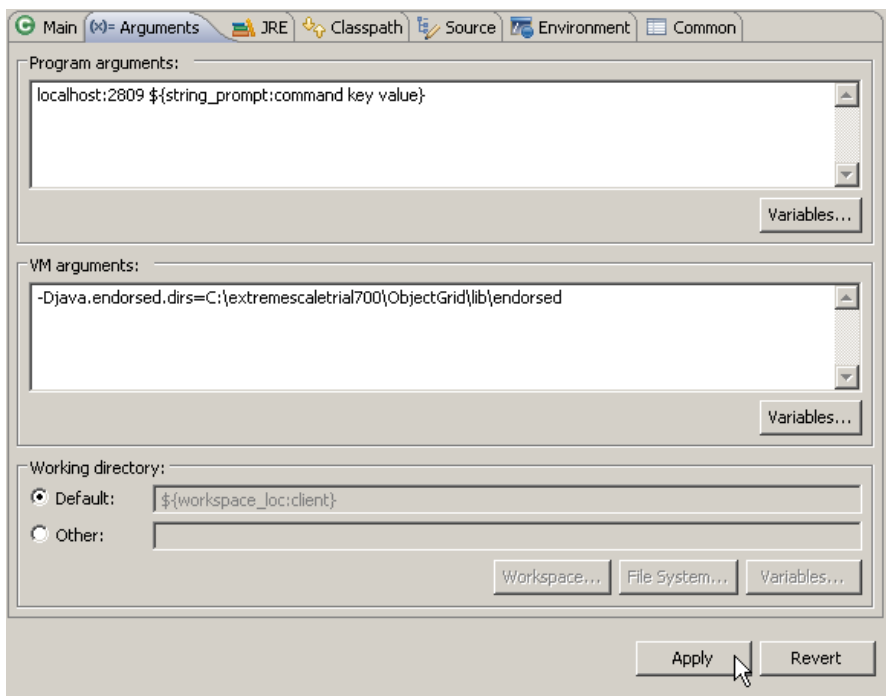 Main (x)= Arguments JRE Classpath Source Environment Common
Program arguments:
localhost:2809 ${string_prompt:command key value}
Variables...
VM arguments:
-Djava.endorsed.dirs=C:\extremescaletrial700\ObjectGrid\lib\endorsed
Variables...
Working directory:
Default: ${workspace_loc:client}
Other:
Workspace... File System... Variables...
Apply Revert